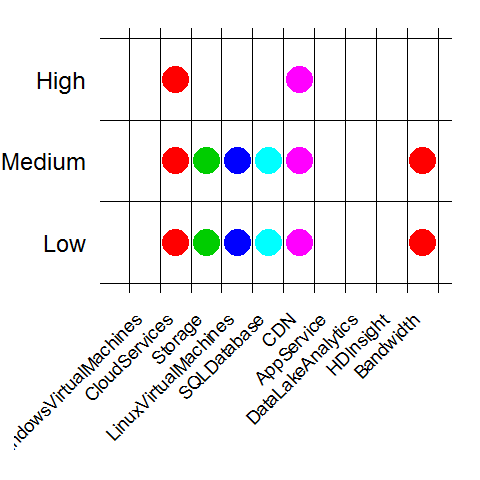 High
Medium
Low
ndowsVirtualMachines
CloudServices
Storage
LinuxVirtualMachines
SQLDatabase
CDN
AppService
DataLakeAnalytics
HDInsight
Bandwidth